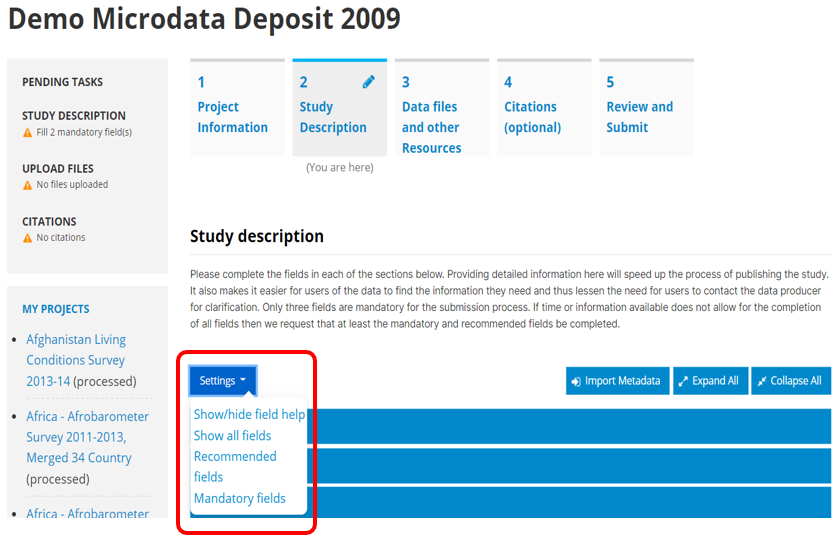 Demo Microdata Deposit 2009
PENDING TASKS
STUDY DESCRIPTION
Fill 2 mandatory field(s)
UPLOAD FILES
No files uploaded
CITATIONS
No citations
MY PROJECTS
Afghanistan Living
Conditions Survey
2013-14 (processed)
Africa - Afrobarometer
Survey 2011-2013,
Merged 34 Country
(processed)
Africa - Afrobarometer
1
Project
Information
2
Study
Description
(You are here)
3
Data files
and other
Resources
4
Citations
(optional)
5
Review and
Submit
Study description
Please complete the fields in each of the sections below. Providing detailed information here will speed up the process of publishing the study.
It also makes it easier for users of the data to find the information they need and thus lessen the need for users to contact the data producer
for clarification. Only three fields are mandatory for the submission process. If time or information available does not allow for the completion
of all fields then we request that at least the mandatory and recommended fields be completed.
Settings
Import Metadata
Expand All
Collapse All
Show/hide field help
Show all fields
Recommended
fields
Mandatory fields